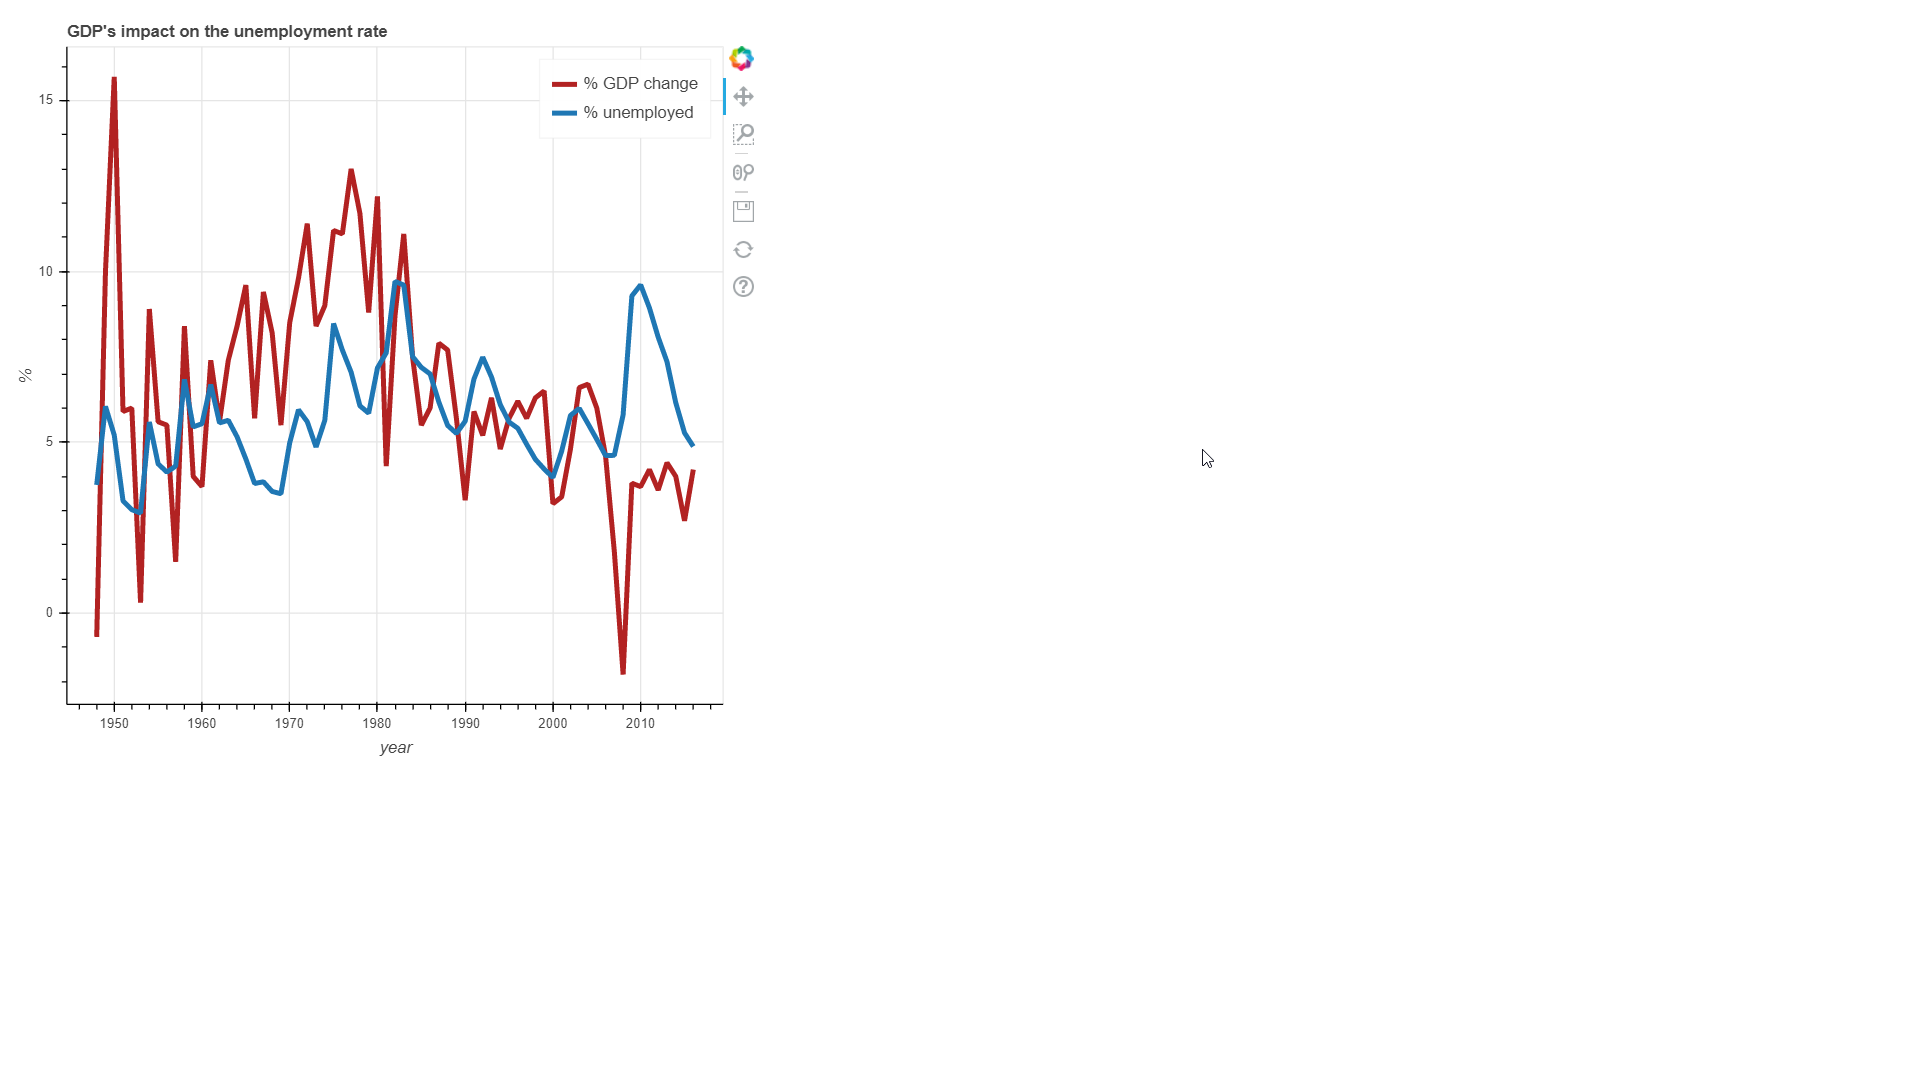 GDP's impact on the unemployment rate
% GDP change
% unemployed
15
10
5
0
%
1950 1960 1970 1980 1990 2000 2010
year